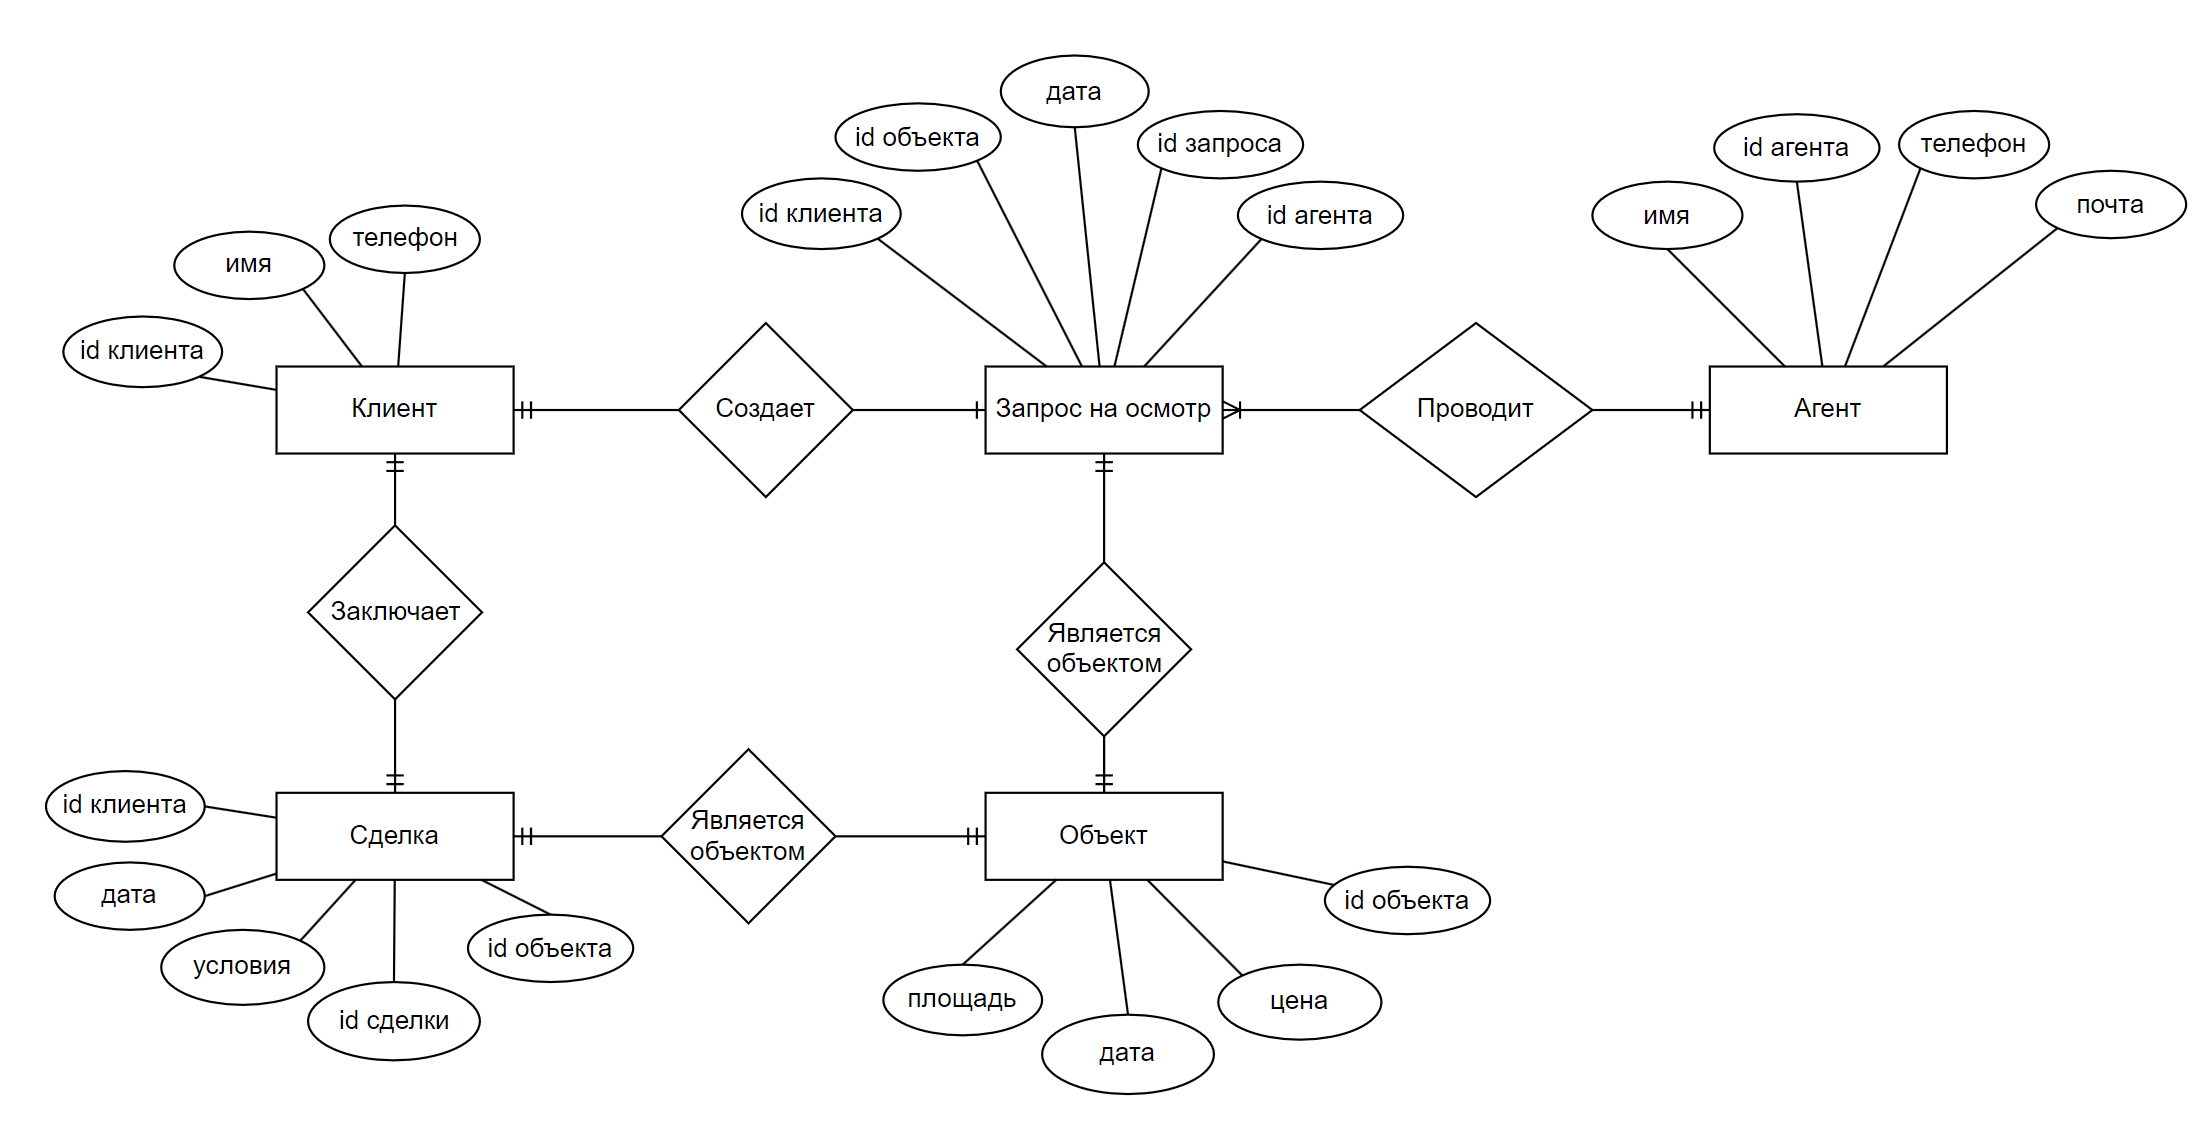 дата
id объекта
id запроса
id клиента
id агента
id агента
телефон
имя
почта
имя
телефон
id клиента
Клиент
Создает
Запрос на осмотр
Проводит
Агент
Заключает
Является
объектом
id клиента
дата
Сделка
Является
объектом
Объект
условия
id сделки
id объекта
площадь
дата
цена
id объекта